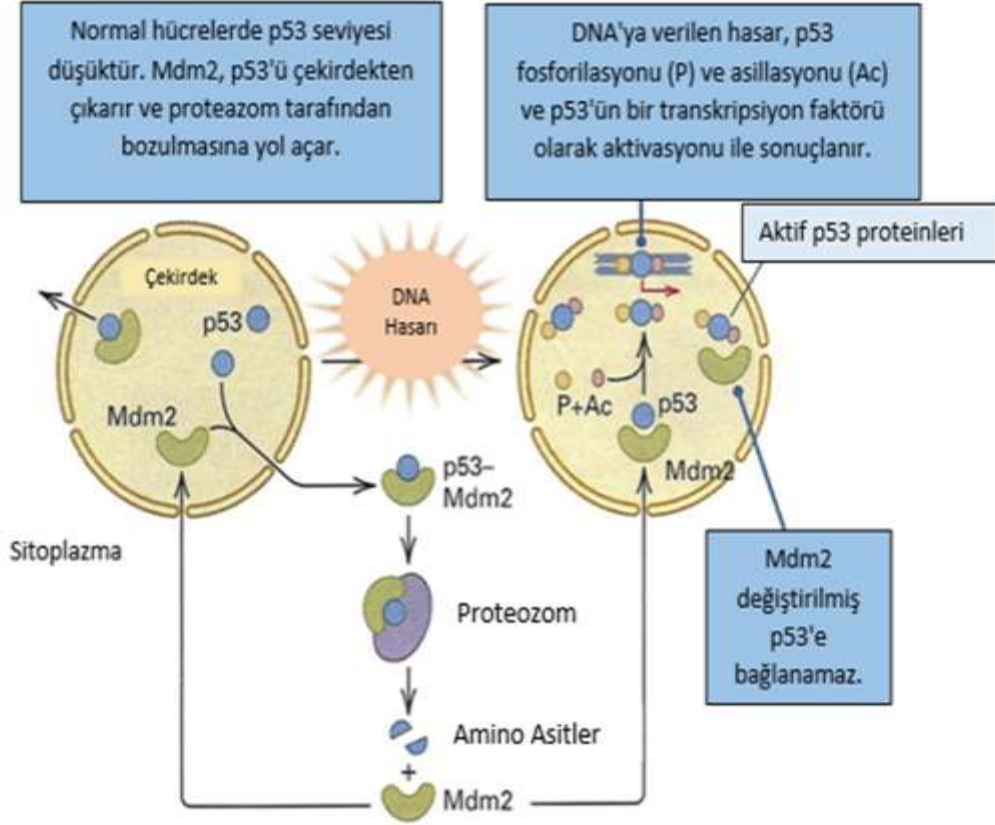 Normal hücrelerde p53 seviyesi
düşüktür. Mdm2, p53'ü çekirdekten
çıkarır ve proteazom tarafından
bozulmasına yol açar.
DNA'ya verilen hasar, p53
fosforilasyonu (P) ve asillasyonu (Ac)
ve p53'ün bir transkripsiyon faktörü
olarak aktivasyonu ile sonuçlanır.
Aktif p53 proteinleri
Çekirdek
p53
Mdm2
DNA
Hasarı
P+Ac
p53
Mdm2
p53–
Mdm2
Sitoplazma
Proteozom
Mdm2
değiştirilmiş
p53'e
bağlanamaz.
Amino Asitler
+
Mdm2